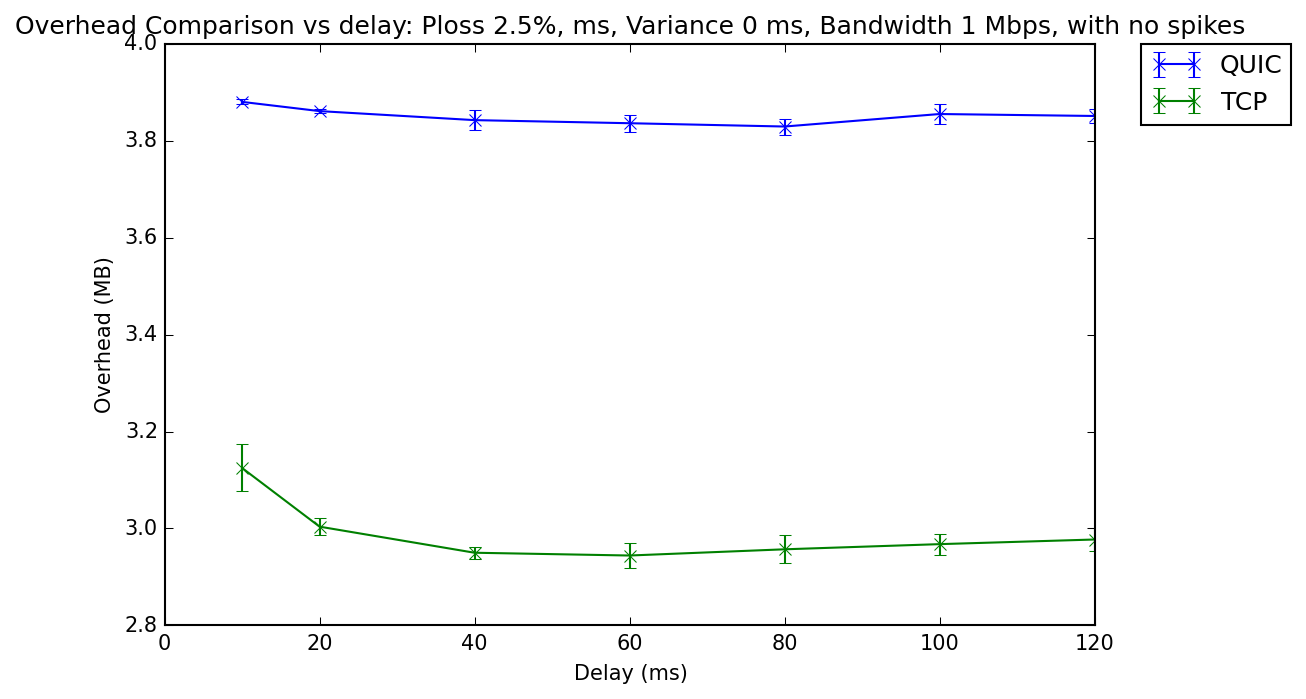 Overhead Comparison vs delay: Ploss 2.5%, ms, Variance 0 ms, Bandwidth 1 Mbps, with no spikes
QUIC
TCP
4.0
3.8
3.6
3.4
3.2
3.0
2.8
Overhead (MB)
0 20 40 60 80 100 120
Delay (ms)